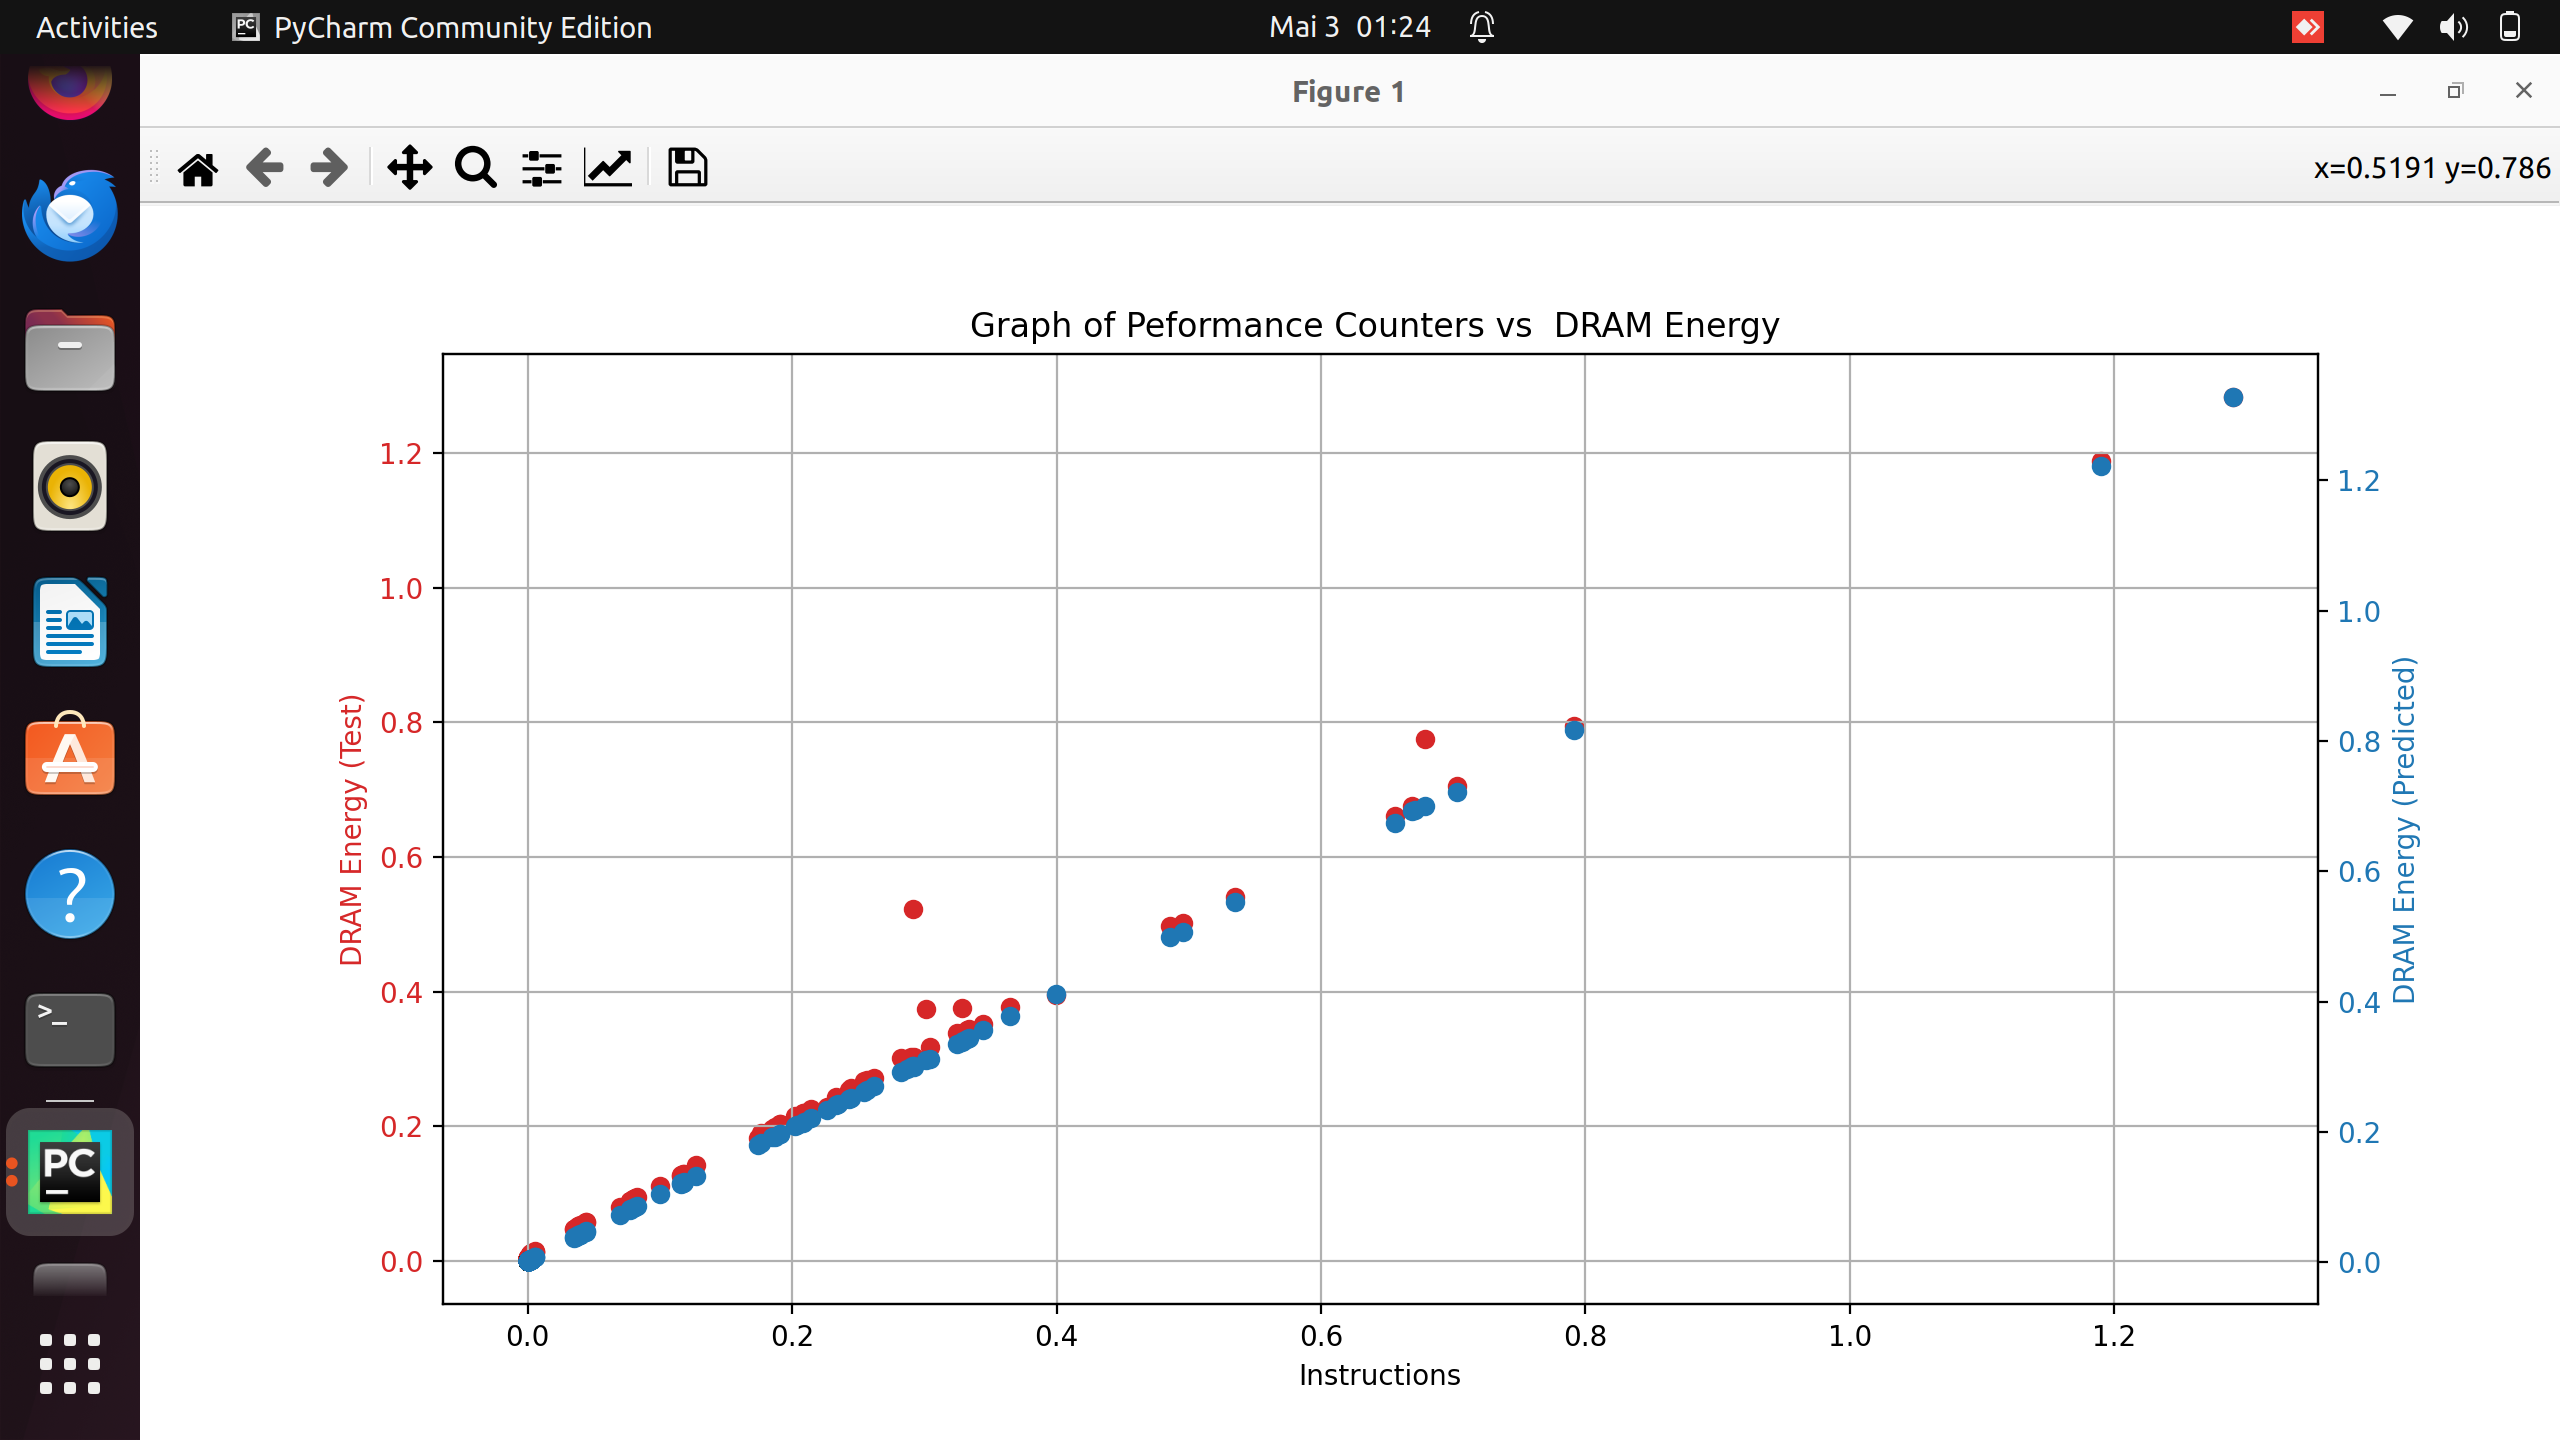 Activities
PyCharm Community Edition
Mai 3 01:24
Figure 1
x=0.5191 y=0.786
Graph of Peformance Counters vs  DRAM Energy
1.2
1.0
0.8
0.6
0.4
0.2
0.0
DRAM Energy (Test)
1.2
1.0
0.8
0.6
0.4
0.2
0.0
DRAM Energy (Predicted)
0.0 0.2 0.4 0.6 0.8 1.0 1.2
Instructions
A
?
>_
PC